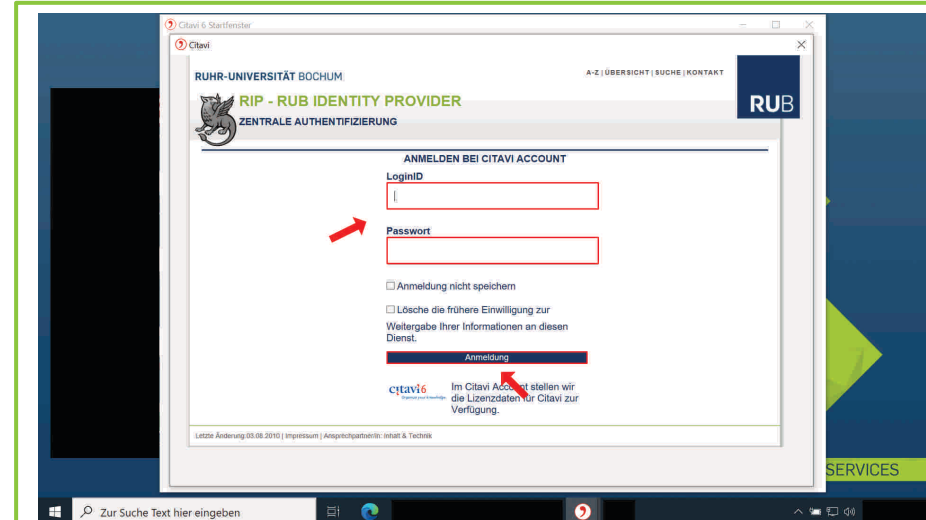 Citavi 6 Startfenster
Citavi
RUHR-UNIVERSITÄT BOCHUM
A-Z | ÜBERSICHT | SUCHE | KONTAKT
RIP - RUB IDENTITY PROVIDER
RUB
ZENTRALE AUTHENTIFIZIERUNG
ANMELDEN BEI CITAVI ACCOUNT
LoginID
Passwort
Anmeldung nicht speichern
Lösche die frühere Einwilligung zur
Weitergabe Ihrer Informationen an diesen
Dienst.
Anmeldung
citavi6
Im Citavi Account stellen wir
die Lizenzdaten für Citavi zur
Verfügung.
Letzte Änderung:03.08.2010 | Impressum | Ansprechpartner/in: Inhalt & Technik
SERVICES
Zur Suche Text hier eingeben